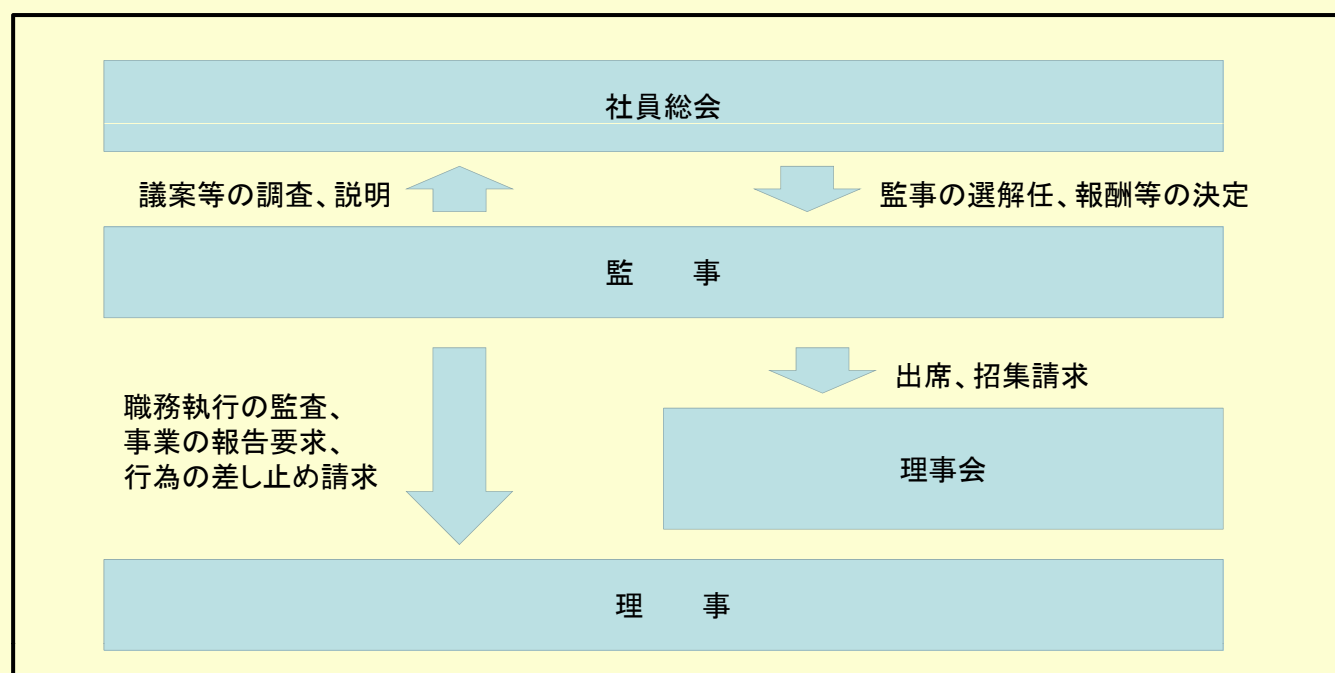 社員総会
議案等の調査、説明
監事の選解任、報酬等の決定
監　事
出席、招集請求
職務執行の監査、
事業の報告要求、
行為の差し止め請求
理事会
理　事